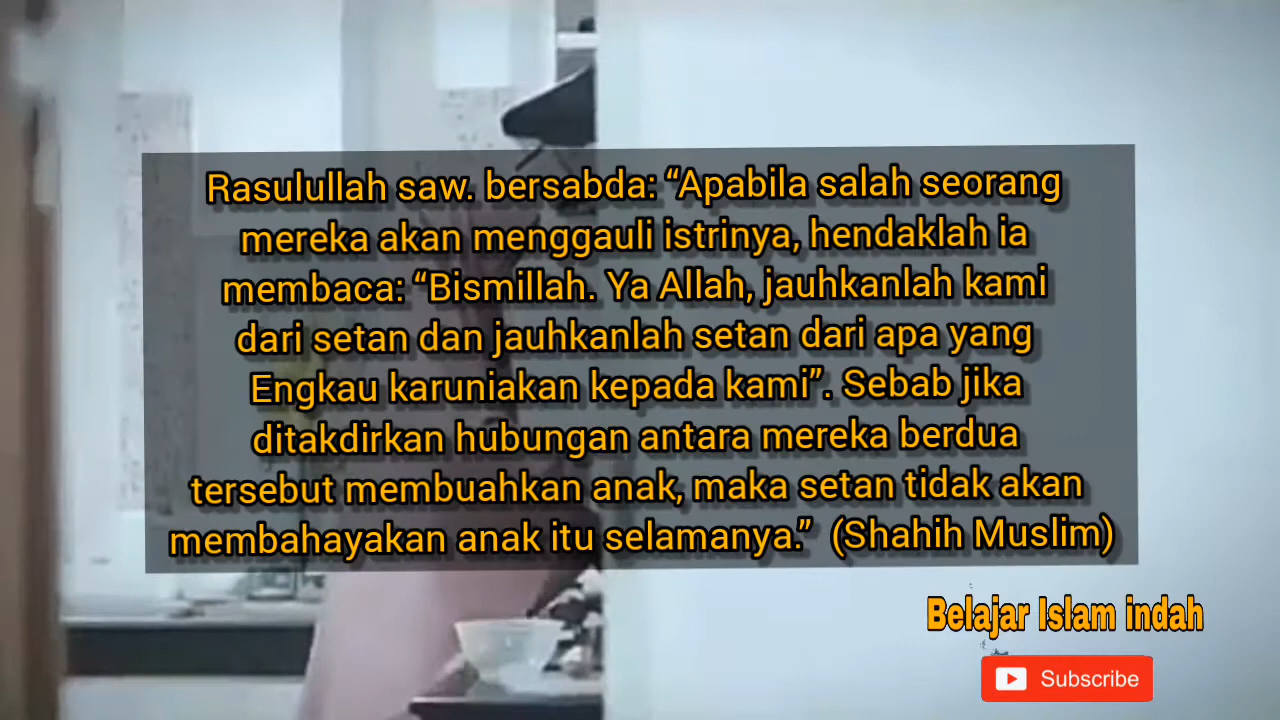 Rasulullah saw. bersabda: “Apabila salah seorang
mereka akan menggauli istrinya, hendaklah ia
membaca: “Bismillah. Ya Allah, jauhkanlah kami
dari setan dan jauhkanlah setan dari apa yang
Engkau karuniakan kepada kami”. Sebab jika
ditakdirkan hubungan antara mereka berdua
tersebut membuahkan anak, maka setan tidak akan
membahayakan anak itu selamanya.” (Shahih Muslim)
Belajar Islam indah
Subscribe